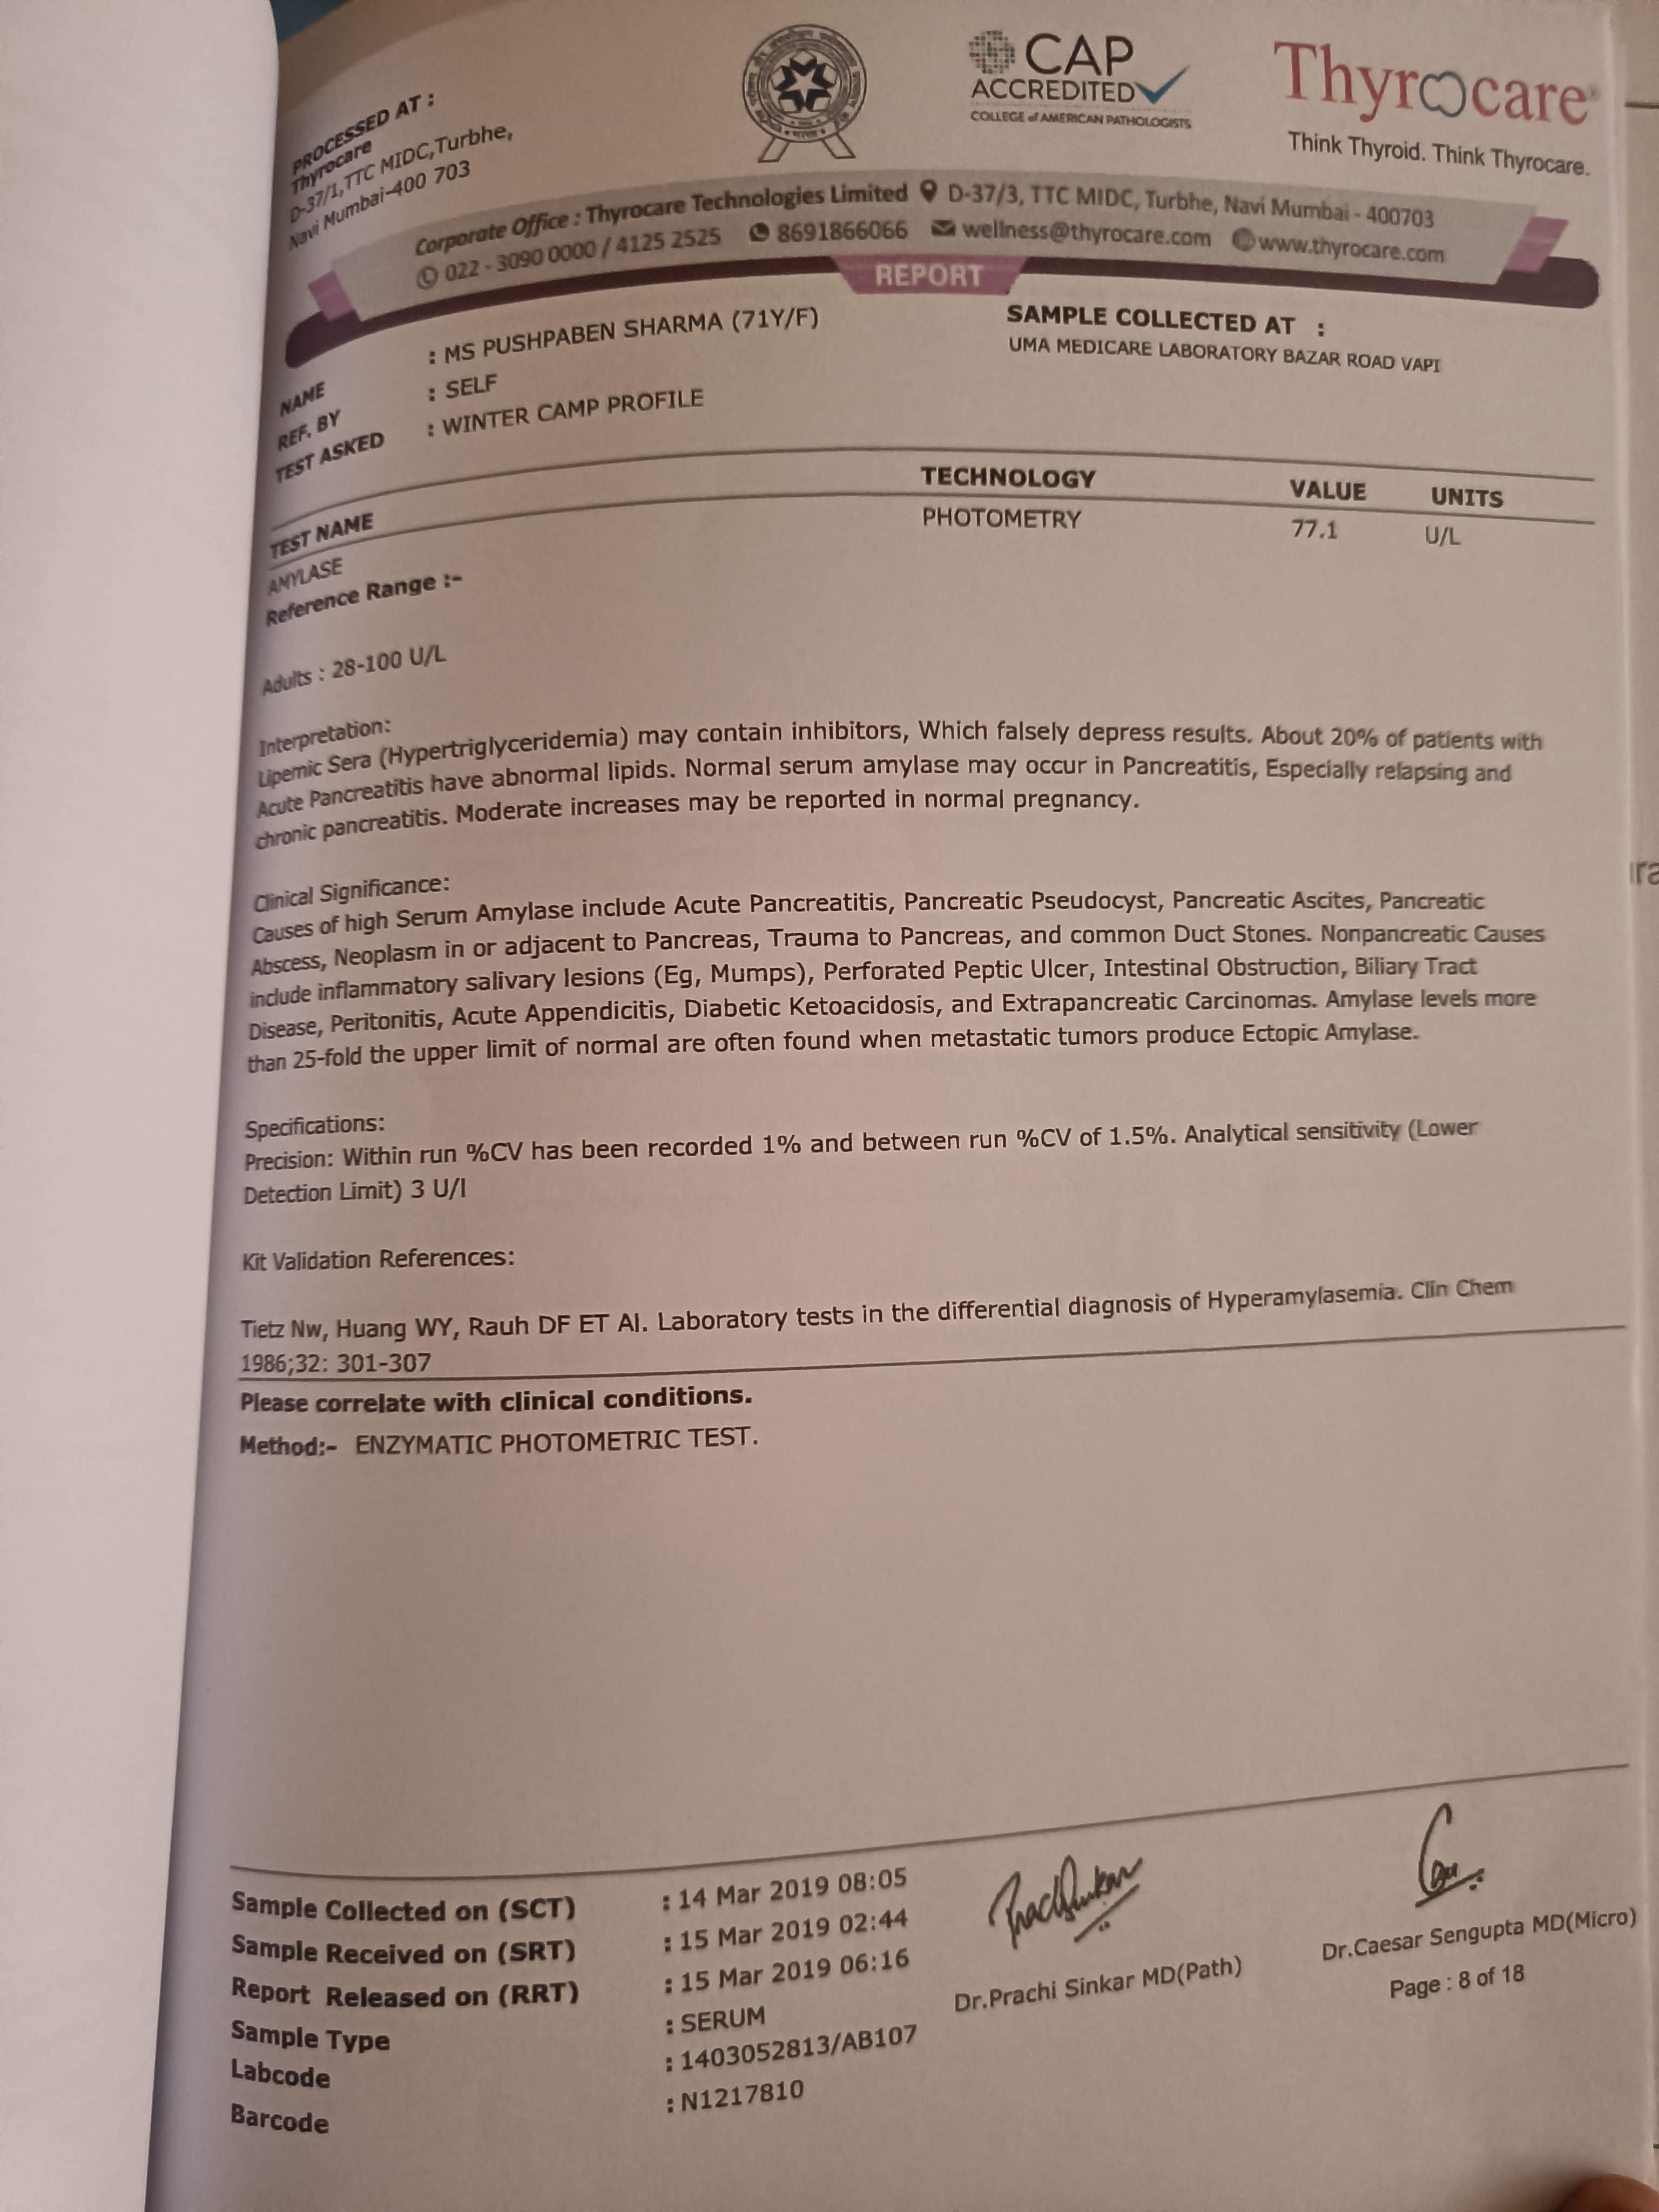 PROCESSED AT :
Thyrocare
D-37/1,TTC MIDC,Turbhe,
Navi Mumbai-400 703
CAP
ACCREDITED
COLLEGE of AMERICAN PATHOLOGISTS
Thyrocare®
Think Thyroid. Think Thyrocare.
Corporate Office : Thyrocare Technologies Limited D-37/3, TTC MIDC, Turbhe, Navi Mumbai - 400703
022 - 3090 0000 / 4125 2525 8691866066 wellness@thyrocare.com www.thyrocare.com
REPORT
NAME : MS PUSHPABEN SHARMA (71Y/F)
REF. BY : SELF
TEST ASKED : WINTER CAMP PROFILE
SAMPLE COLLECTED AT :
UMA MEDICARE LABORATORY BAZAR ROAD VAPI
TEST NAME TECHNOLOGY VALUE UNITS
AMYLASE PHOTOMETRY 77.1 U/L
Reference Range :-
Adults : 28-100 U/L
Interpretation:
Lipemic Sera (Hypertriglyceridemia) may contain inhibitors, Which falsely depress results. About 20% of patients with
Acute Pancreatitis have abnormal lipids. Normal serum amylase may occur in Pancreatitis, Especially relapsing and
chronic pancreatitis. Moderate increases may be reported in normal pregnancy.
Clinical Significance:
Causes of high Serum Amylase include Acute Pancreatitis, Pancreatic Pseudocyst, Pancreatic Ascites, Pancreatic
Abscess, Neoplasm in or adjacent to Pancreas, Trauma to Pancreas, and common Duct Stones. Nonpancreatic Causes
include inflammatory salivary lesions (Eg, Mumps), Perforated Peptic Ulcer, Intestinal Obstruction, Biliary Tract
Disease, Peritonitis, Acute Appendicitis, Diabetic Ketoacidosis, and Extrapancreatic Carcinomas. Amylase levels more
than 25-fold the upper limit of normal are often found when metastatic tumors produce Ectopic Amylase.
Specifications:
Precision: Within run %CV has been recorded 1% and between run %CV of 1.5%. Analytical sensitivity (Lower
Detection Limit) 3 U/l
Kit Validation References:
Tietz Nw, Huang WY, Rauh DF ET Al. Laboratory tests in the differential diagnosis of Hyperamylasemia. Clin Chem
1986;32: 301-307
Please correlate with clinical conditions.
Method:- ENZYMATIC PHOTOMETRIC TEST.
Sample Collected on (SCT) : 14 Mar 2019 08:05
Sample Received on (SRT) : 15 Mar 2019 02:44
Report Released on (RRT) : 15 Mar 2019 06:16
Sample Type : SERUM
Labcode : 1403052813/AB107
Barcode : N1217810
Dr.Prachi Sinkar MD(Path)
Dr.Caesar Sengupta MD(Micro)
Page : 8 of 18